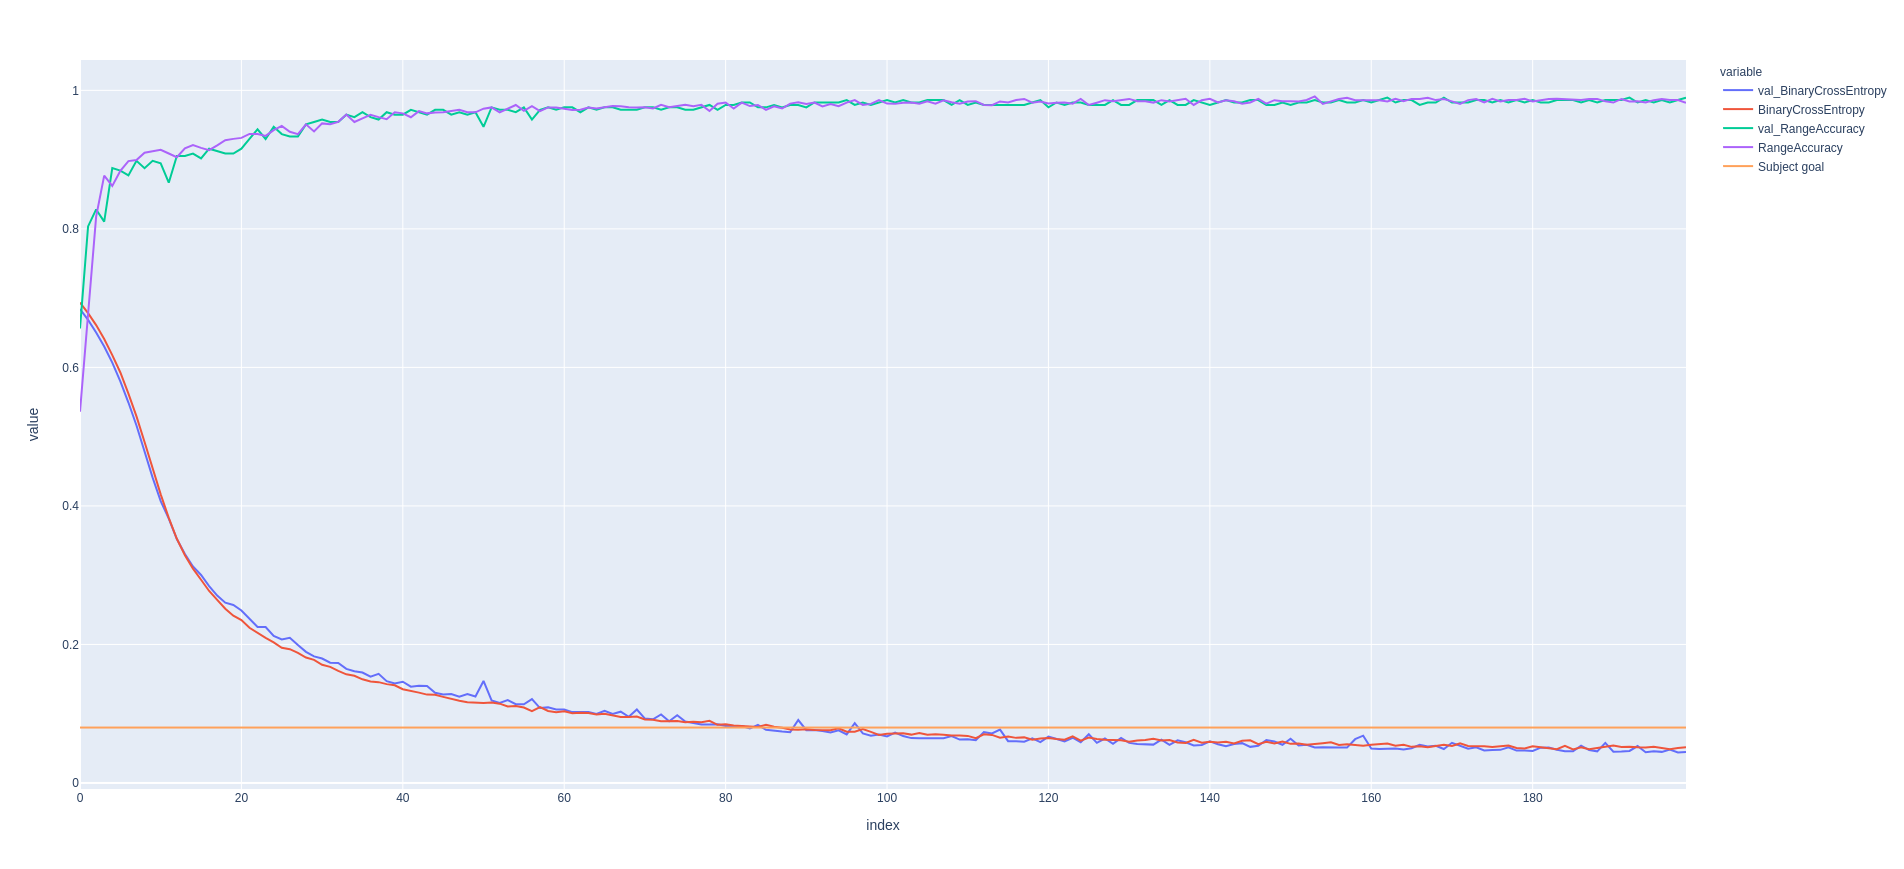 variable
val_BinaryCrossEntropy
BinaryCrossEntropy
val_RangeAccuracy
RangeAccuracy
Subject goal
1
0.8
0.6
0.4
0.2
0
value
0 20 40 60 80 100 120 140 160 180
index